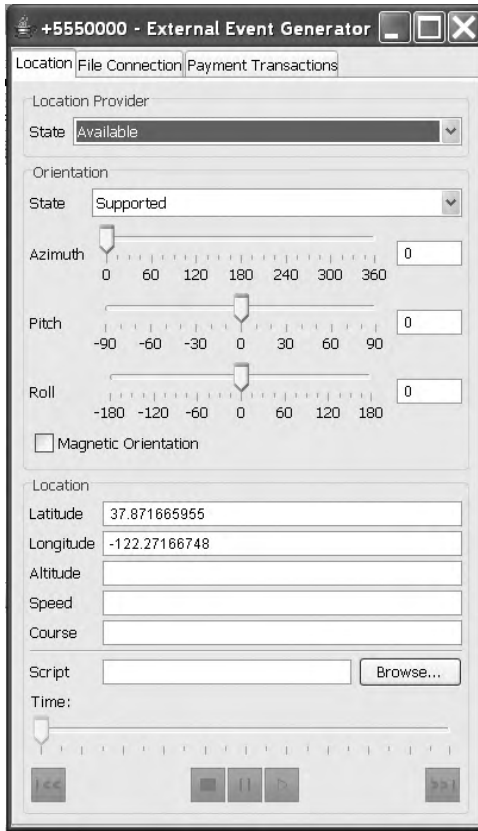 +5550000 - External Event Generator
Location File Connection Payment Transactions
Location Provider
State Available
Orientation
State Supported
Azimuth 0
0 60 120 180 240 300 360
Pitch 0
-90 -60 -30 0 30 60 90
Roll 0
-180 -120 -60 0 60 120 180
Magnetic Orientation
Location
Latitude 37.871665955
Longitude -122.27166748
Altitude
Speed
Course
Script Browse...
Time: